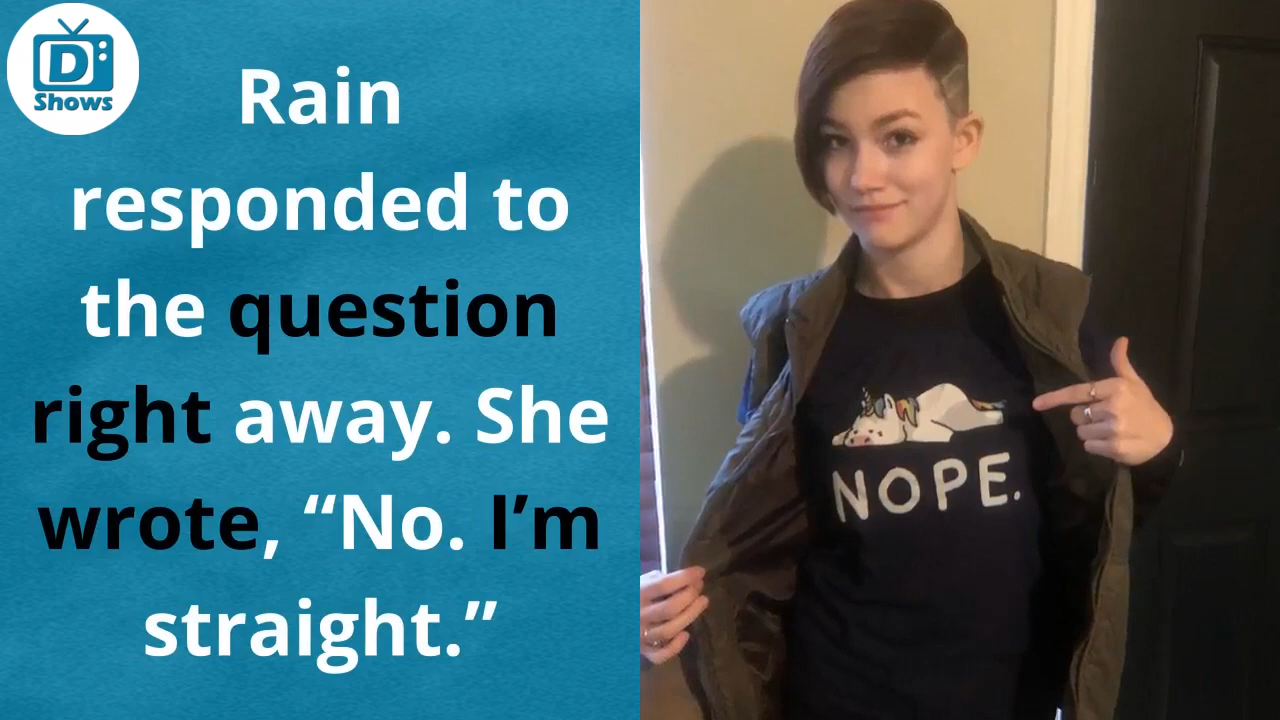 D
Shows
Rain
responded to
the question
right away. She
wrote, “No. I’m
straight.”
NOPE.